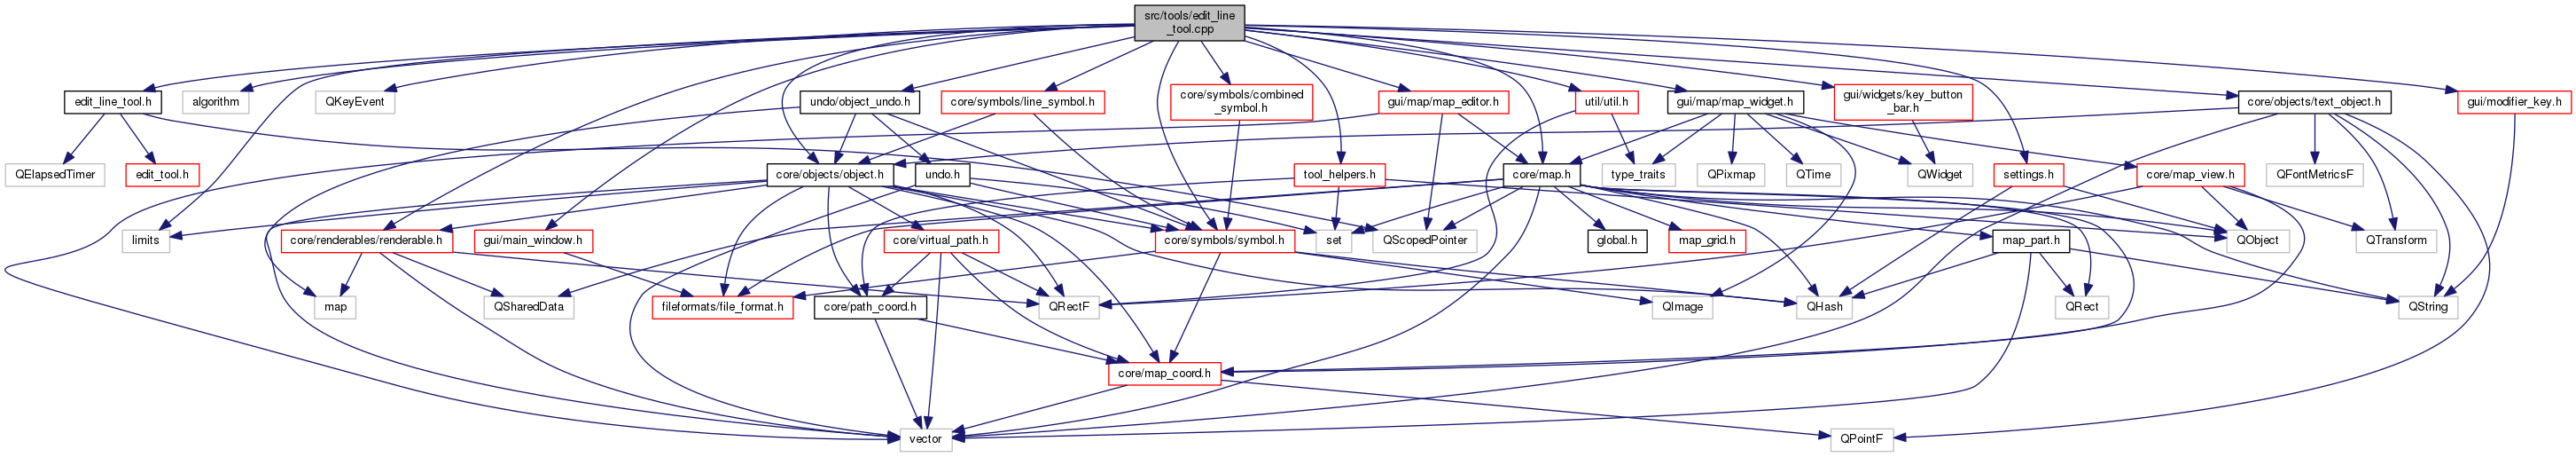 src/tools/edit_line
_tool.cpp
edit_line_tool.h
algorithm
QKeyEvent
undo/object_undo.h
core/symbols/line_symbol.h
core/symbols/combined
_symbol.h
gui/map/map_editor.h
util/util.h
gui/map/map_widget.h
gui/widgets/key_button
_bar.h
core/objects/text_object.h
gui/modifier_key.h
QElapsedTimer
edit_tool.h
core/objects/object.h
undo.h
tool_helpers.h
core/map.h
type_traits
QPixmap
QTime
QWidget
settings.h
core/map_view.h
QFontMetricsF
limits
core/renderables/renderable.h
gui/main_window.h
core/virtual_path.h
core/symbols/symbol.h
set
QScopedPointer
global.h
map_grid.h
map_part.h
QObject
QTransform
map
QSharedData
fileformats/file_format.h
core/path_coord.h
QRectF
QImage
QHash
QRect
QString
core/map_coord.h
vector
QPointF